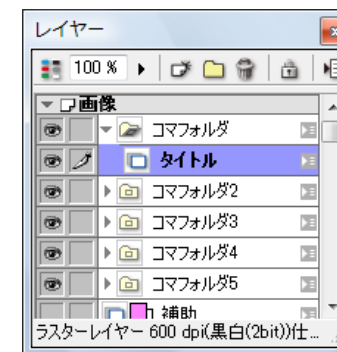 レイヤー
100 %
画像
コマフォルダ
タイトル
コマフォルダ2
コマフォルダ3
コマフォルダ4
コマフォルダ5
補助
ラスターレイヤー 600 dpi(黒白(2bit))仕...